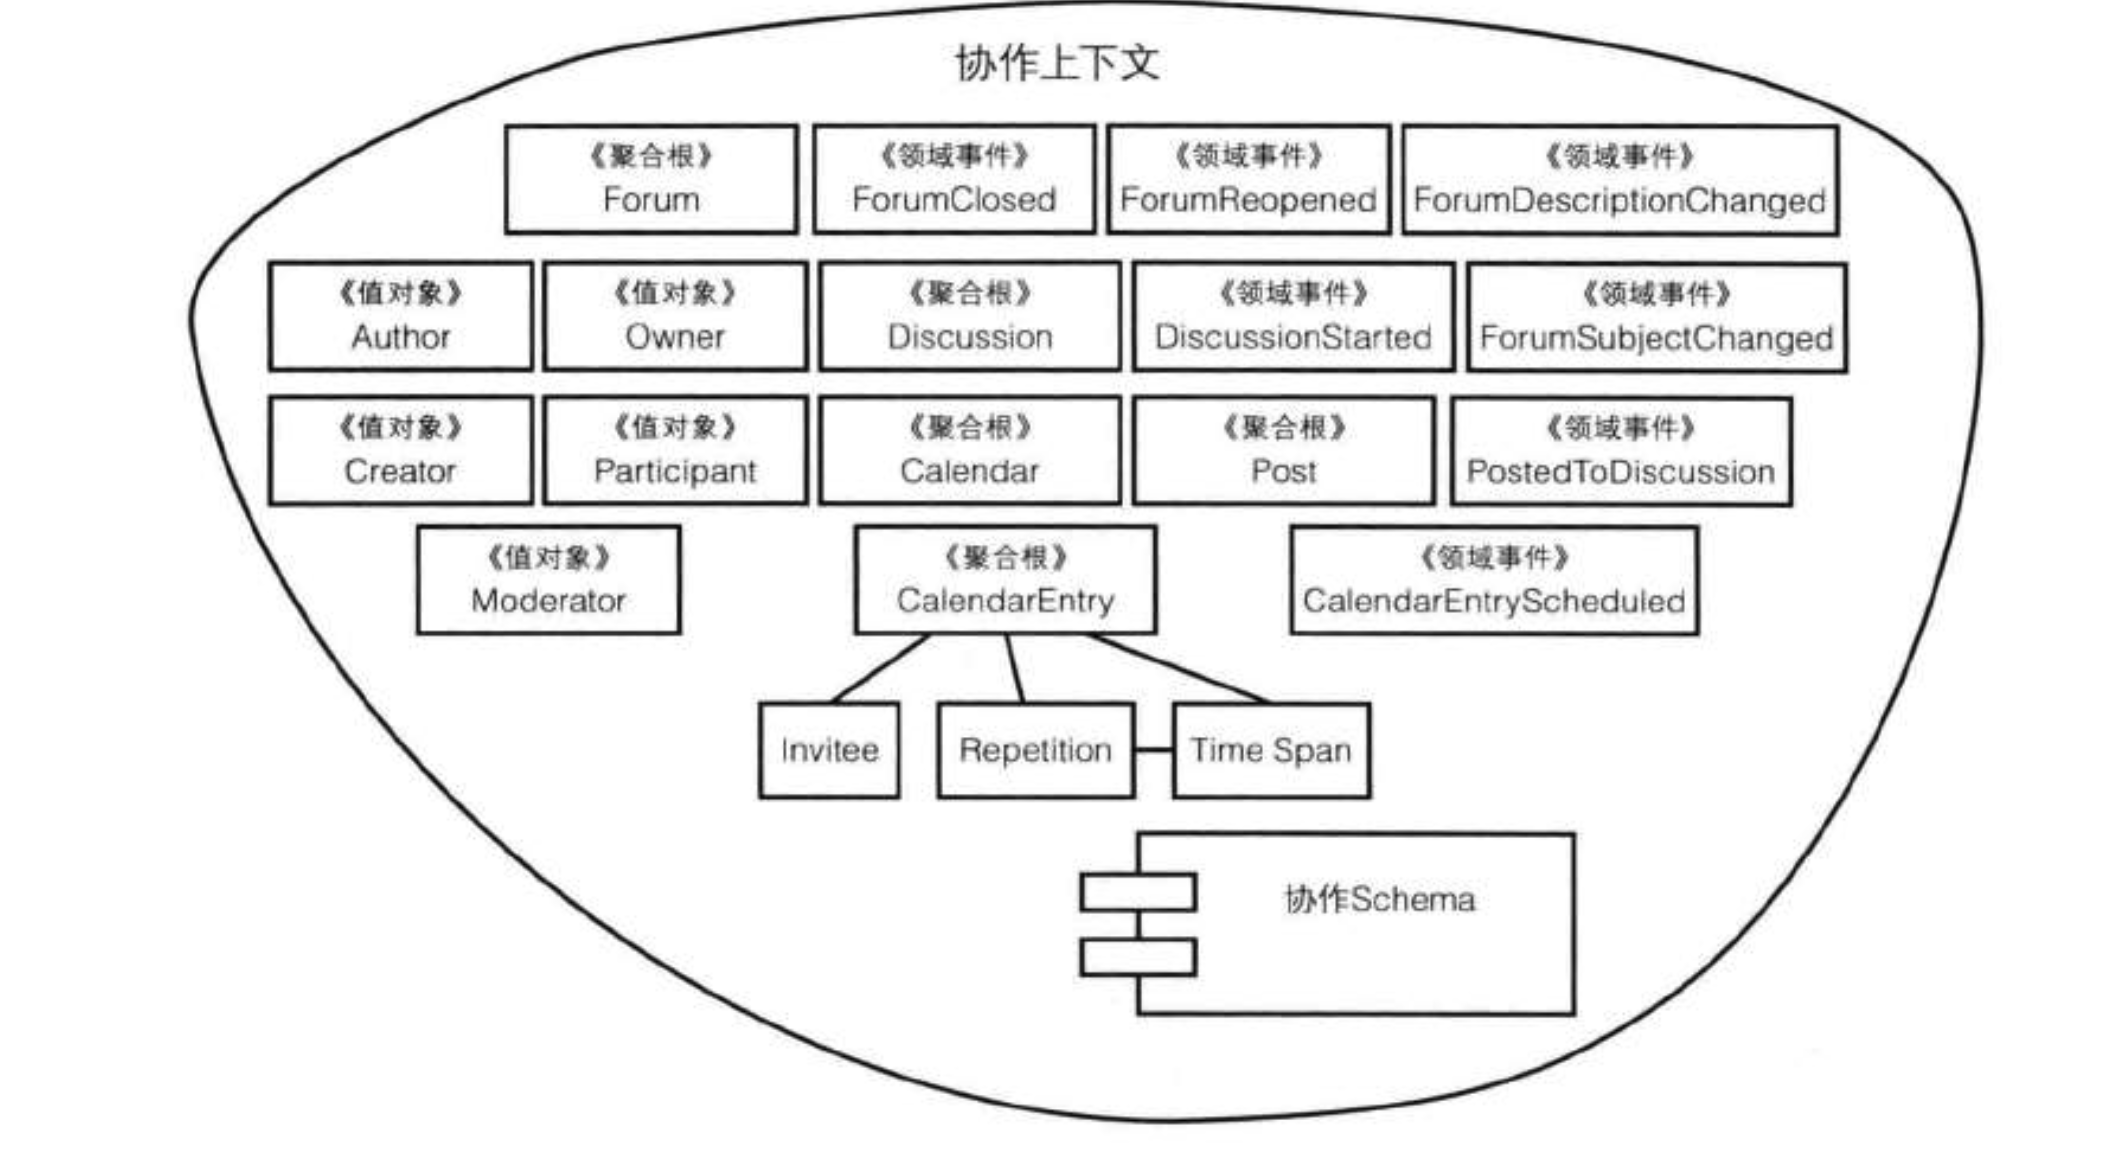 协作上下文
《聚合根》
Forum
《领域事件》
ForumClosed
《领域事件》
ForumReopened
《领域事件》
ForumDescriptionChanged
《值对象》
Author
《值对象》
Owner
《聚合根》
Discussion
《领域事件》
DiscussionStarted
《领域事件》
ForumSubjectChanged
《值对象》
Creator
《值对象》
Participant
《聚合根》
Calendar
《聚合根》
Post
《领域事件》
PostedToDiscussion
《值对象》
Moderator
《聚合根》
CalendarEntry
《领域事件》
CalendarEntryScheduled
Invitee
Repetition
Time Span
协作Schema